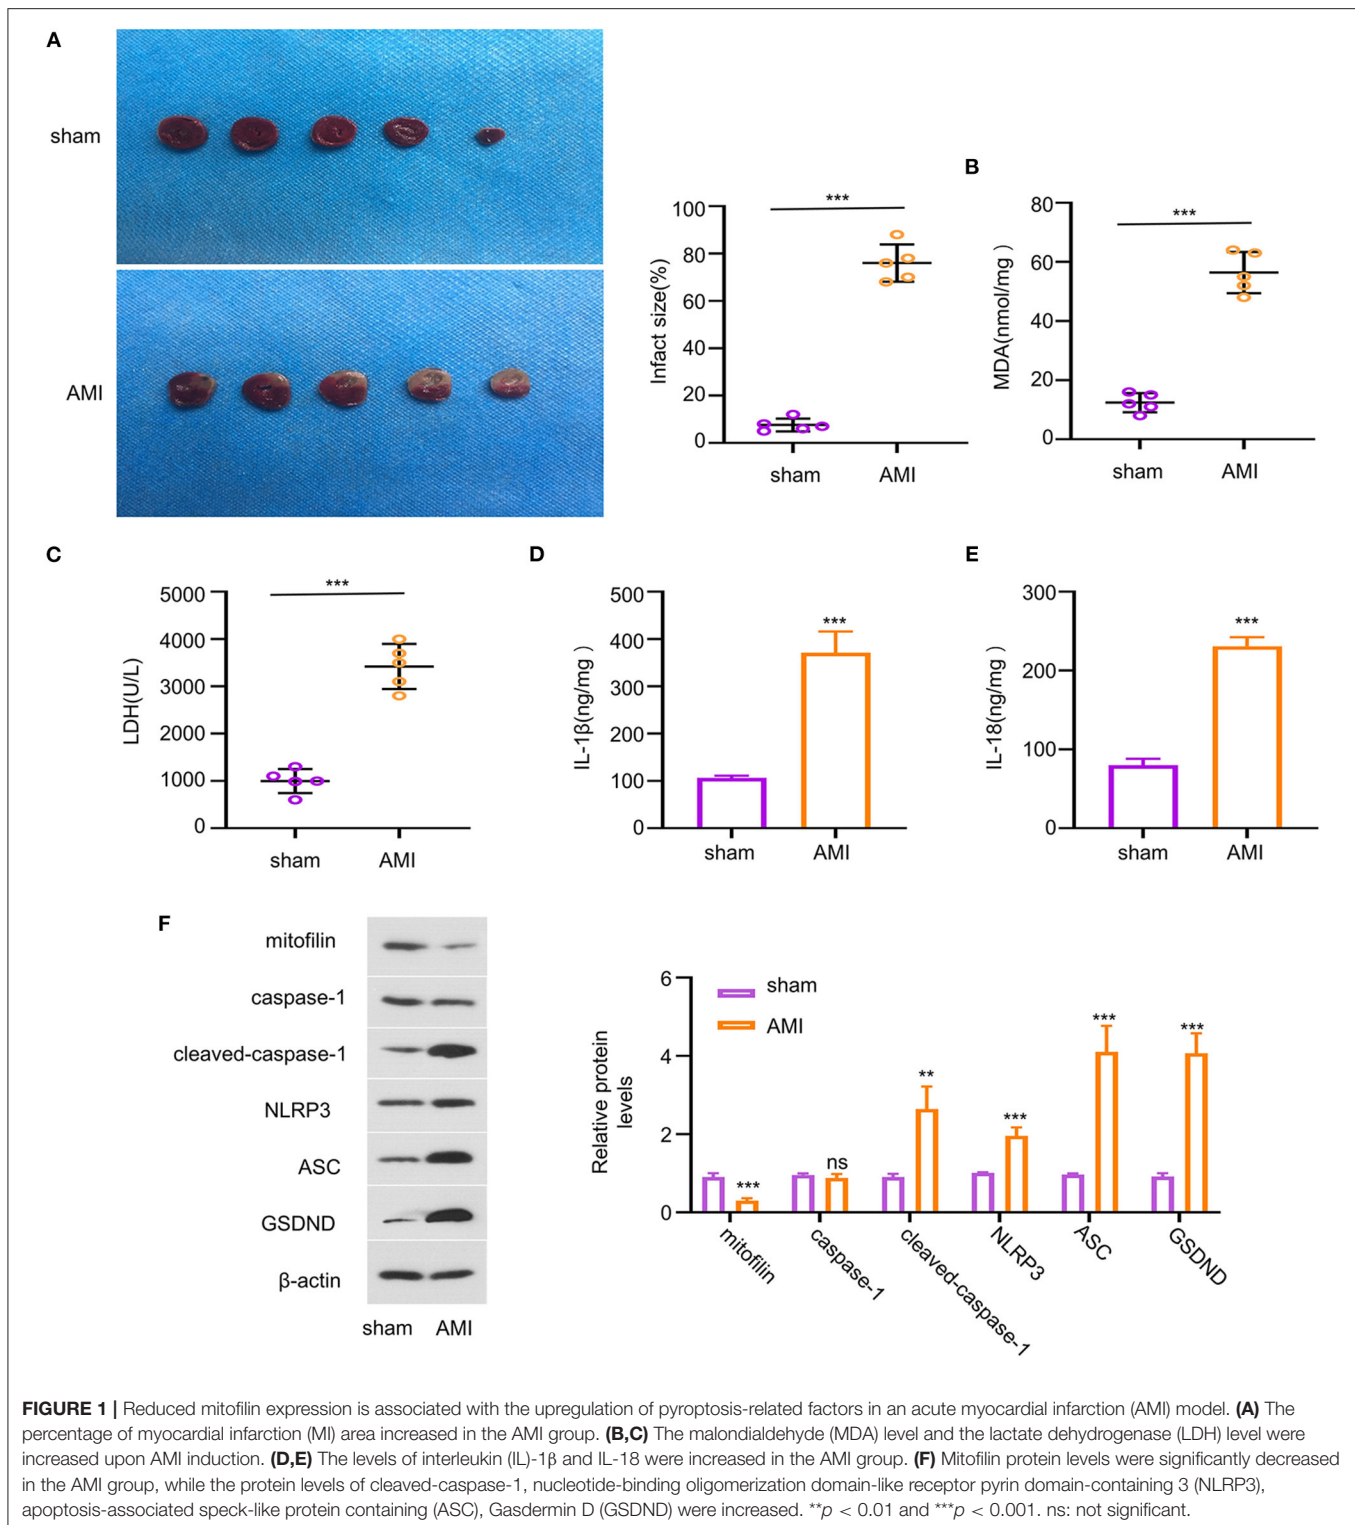 A
sham
AMI
Infact size(%)
100
80
60
40
20
0
***
sham
AMI
B
MDA(nmol/mg )
80
60
40
20
0
***
sham
AMI
C
LDH(U/L)
5000
4000
3000
2000
1000
0
***
sham
AMI
D
IL-1β(ng/mg )
500
400
300
200
100
0
***
sham
AMI
E
IL-18(ng/mg )
300
200
100
0
***
sham
AMI
F
mitofilin
caspase-1
cleaved-caspase-1
NLRP3
ASC
GSDND
β-actin
sham AMI
Relative protein
levels
6
4
2
0
sham
AMI
***
ns
**
***
***
***
mitofilin
caspase-1
cleaved-caspase-1
NLRP3
ASC
GSDND
FIGURE 1 | Reduced mitofilin expression is associated with the upregulation of pyroptosis-related factors in an acute myocardial infarction (AMI) model. (A) The
percentage of myocardial infarction (MI) area increased in the AMI group. (B,C) The malondialdehyde (MDA) level and the lactate dehydrogenase (LDH) level were
increased upon AMI induction. (D,E) The levels of interleukin (IL)-1β and IL-18 were increased in the AMI group. (F) Mitofilin protein levels were significantly decreased
in the AMI group, while the protein levels of cleaved-caspase-1, nucleotide-binding oligomerization domain-like receptor pyrin domain-containing 3 (NLRP3),
apoptosis-associated speck-like protein containing (ASC), Gasdermin D (GSDND) were increased. **p < 0.01 and ***p < 0.001. ns: not significant.